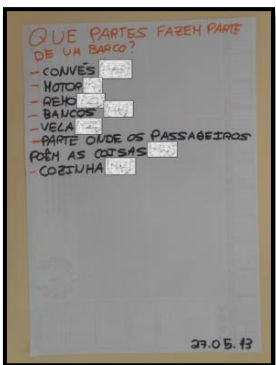 QUE PARTES FAZEM PARTE
DE UM BARCO?
- CONVÉS
- MOTOR
- REMO
- BANCOS
- VELA
- PARTE ONDE OS PASSAGEIROS
PÕEM AS COISAS
- COZINHA
27.05.13